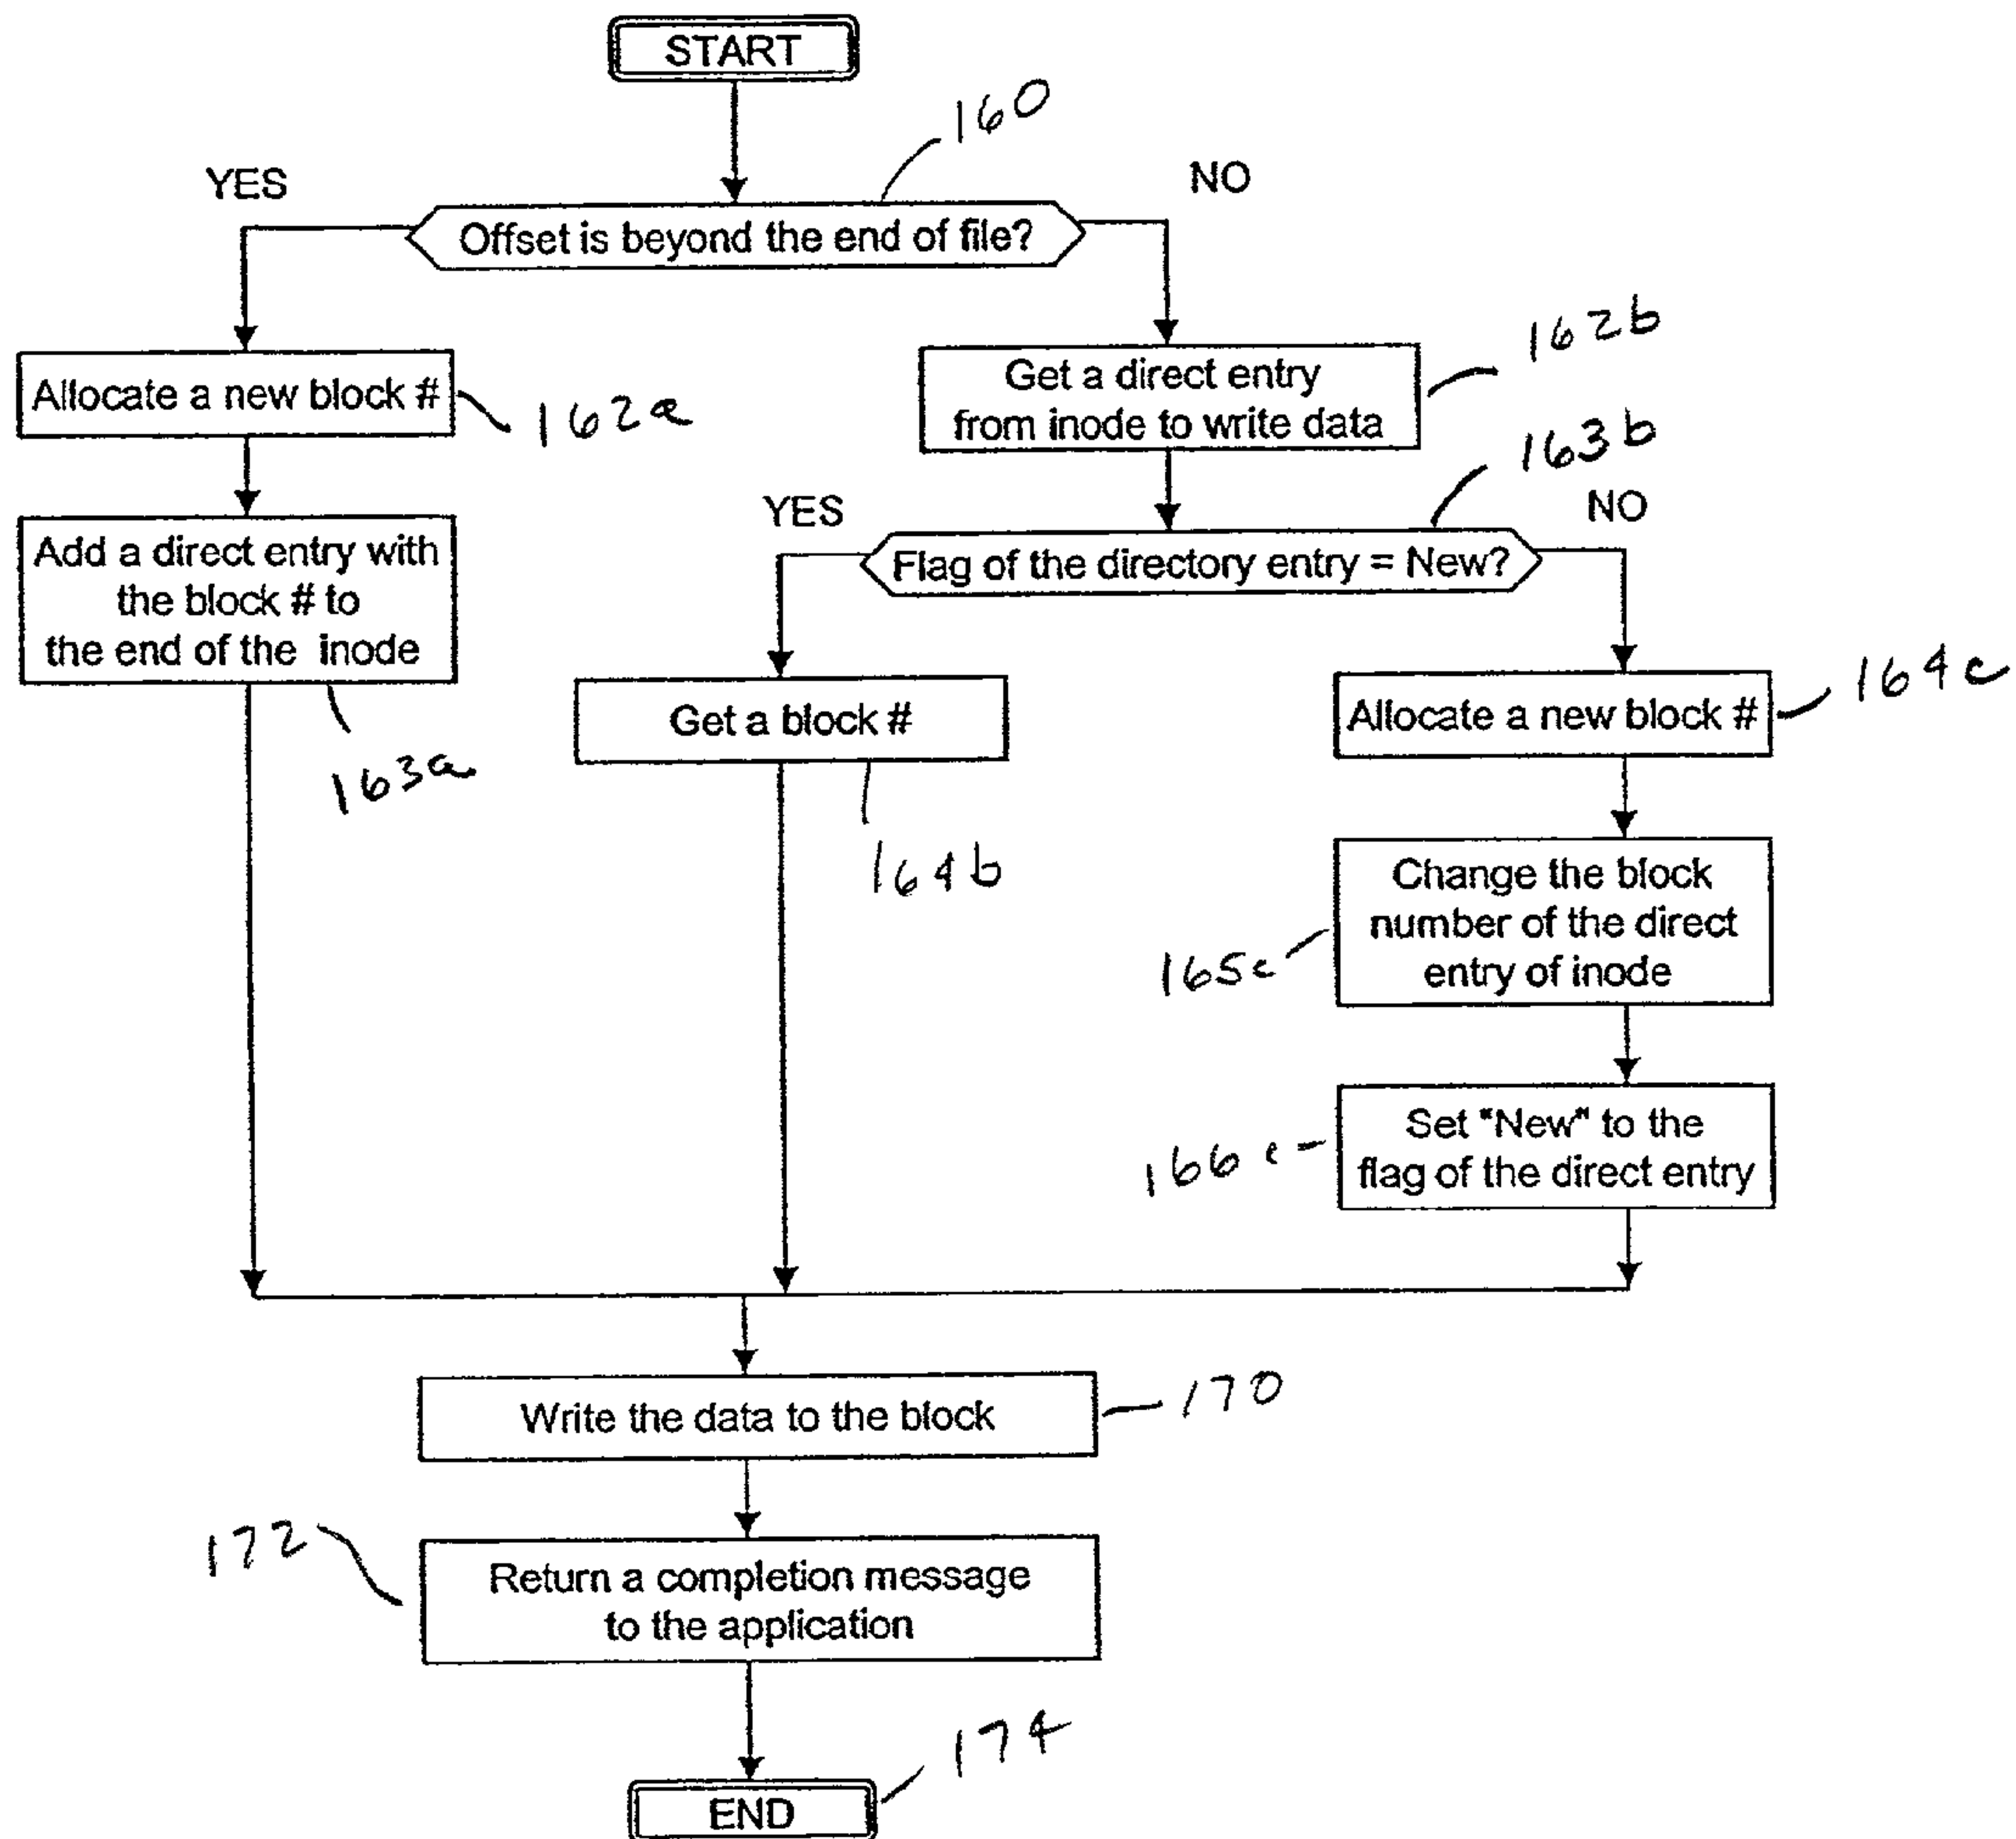 START
160
YES
NO
Offset is beyond the end of file?
Allocate a new block #
162a
Get a direct entry
from inode to write data
162b
163b
Add a direct entry with
the block # to
the end of the inode
163a
YES
NO
Flag of the directory entry = New?
Get a block #
164b
Allocate a new block #
164c
Change the block
number of the direct
entry of inode
165c
Set "New" to the
flag of the direct entry
166c
Write the data to the block
170
172
Return a completion message
to the application
174
END